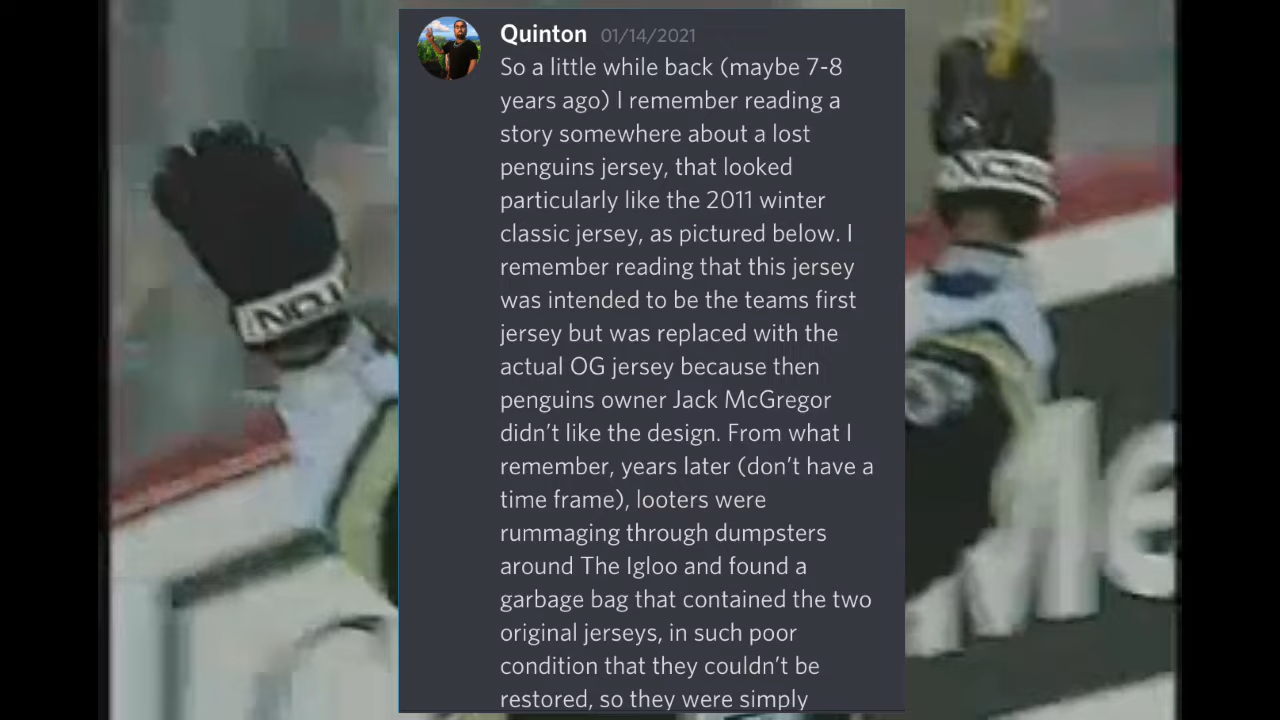 Quinton 01/14/2021
So a little while back (maybe 7-8
years ago) I remember reading a
story somewhere about a lost
penguins jersey, that looked
particularly like the 2011 winter
classic jersey, as pictured below. I
remember reading that this jersey
was intended to be the teams first
jersey but was replaced with the
actual OG jersey because then
penguins owner Jack McGregor
didn’t like the design. From what I
remember, years later (don’t have a
time frame), looters were
rummaging through dumpsters
around The Igloo and found a
garbage bag that contained the two
original jerseys, in such poor
condition that they couldn’t be
restored, so they were simply